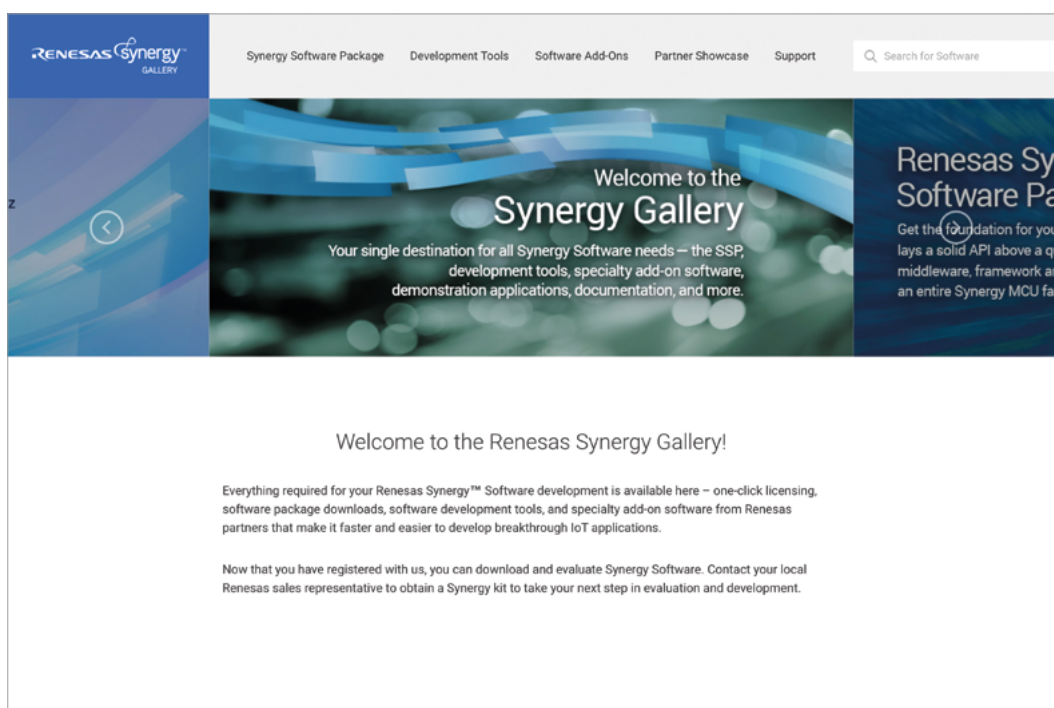 RENESAS Synergy™
GALLERY
Synergy Software Package Development Tools Software Add-Ons Partner Showcase Support Search for Software
z
Welcome to the
Synergy Gallery
Your single destination for all Synergy Software needs — the SSP,
development tools, specialty add-on software,
demonstration applications, documentation, and more.
Renesas Sy
Software Pa
Get the foundation for you
lays a solid API above a q
middleware, framework a
an entire Synergy MCU fa
Welcome to the Renesas Synergy Gallery!
Everything required for your Renesas Synergy™ Software development is available here – one-click licensing,
software package downloads, software development tools, and specialty add-on software from Renesas
partners that make it faster and easier to develop breakthrough IoT applications.
Now that you have registered with us, you can download and evaluate Synergy Software. Contact your local
Renesas sales representative to obtain a Synergy kit to take your next step in evaluation and development.